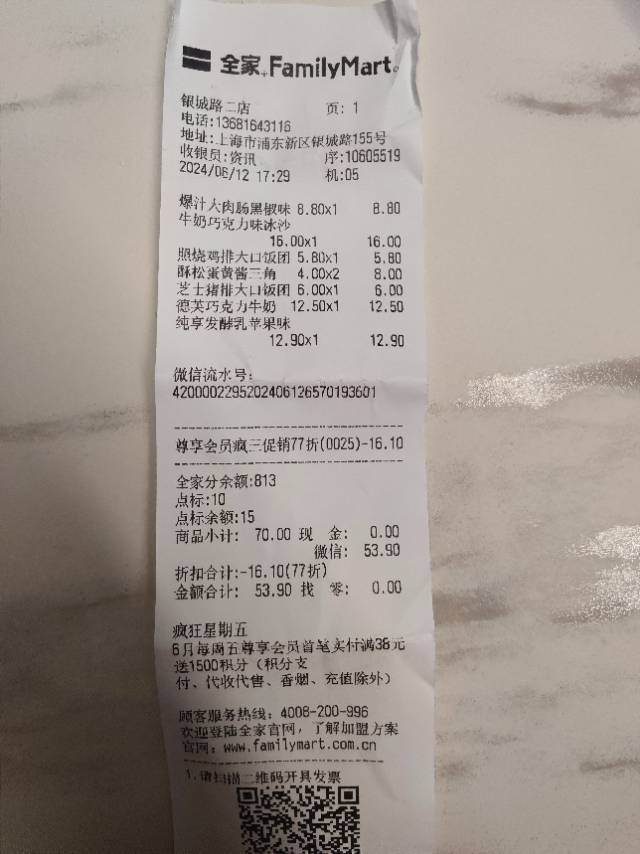 全家 FamilyMart
银城路二店 页: 1
电话:13681643116
地址:上海市浦东新区银城路155号
收银员:资讯 序:10605519
2024/06/12 17:29 机:05
爆汁大肉肠黑椒味 8.80x1 8.80
牛奶巧克力味冰沙
16.00x1 16.00
照烧鸡排大口饭团 5.80x1 5.80
酥松蛋黄酱三角 4.00x2 8.00
芝士猪排大口饭团 6.00x1 6.00
德芙巧克力牛奶 12.50x1 12.50
纯享发酵乳苹果味
12.90x1 12.90
微信流水号:
4200002295202406126570193601
尊享会员疯三促销77折(0025)-16.10
全家分余额:813
点标:10
点标余额:15
商品小计: 70.00 现 金: 0.00
微信: 53.90
折扣合计:-16.10(77折)
金额合计: 53.90 找 零: 0.00
疯狂星期五
6月每周五尊享会员首笔实付满38元
送1500积分（积分支
付、代收代售、香烟、充值除外）
顾客服务热线: 4008-200-996
欢迎登陆全家官网，了解加盟方案
官网: www.familymart.com.cn
1.请扫描二维码开具发票